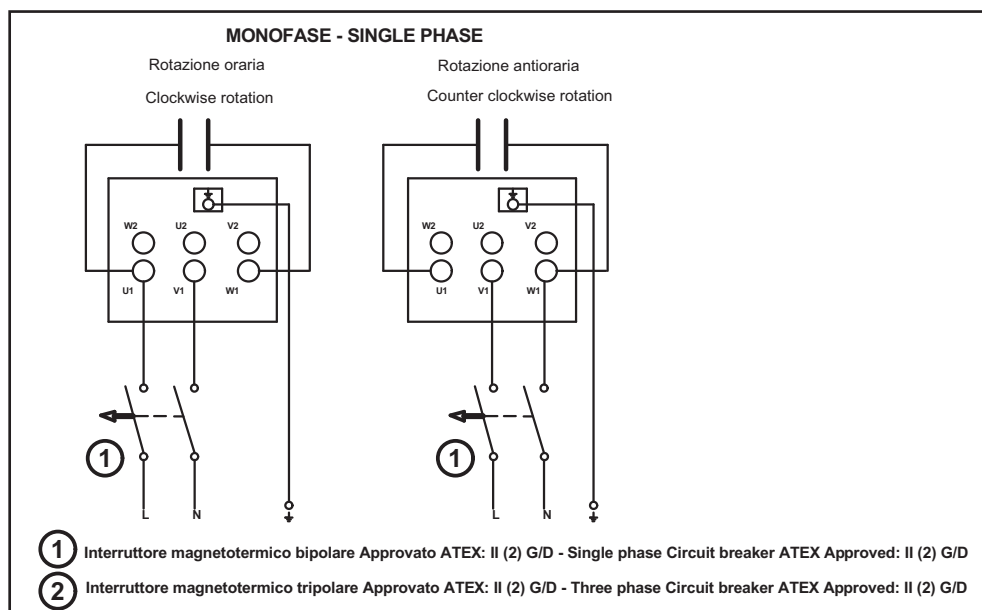 MONOFASE - SINGLE PHASE
Rotazione oraria
Clockwise rotation
W2 U2 V2
U1 V1 W1
1
L N
Rotazione antioraria
Counter clockwise rotation
W2 U2 V2
U1 V1 W1
1
L N
1 Interruttore magnetotermico bipolare Approvato ATEX: II (2) G/D - Single phase Circuit breaker ATEX Approved: II (2) G/D
2 Interruttore magnetotermico tripolare Approvato ATEX: II (2) G/D - Three phase Circuit breaker ATEX Approved: II (2) G/D